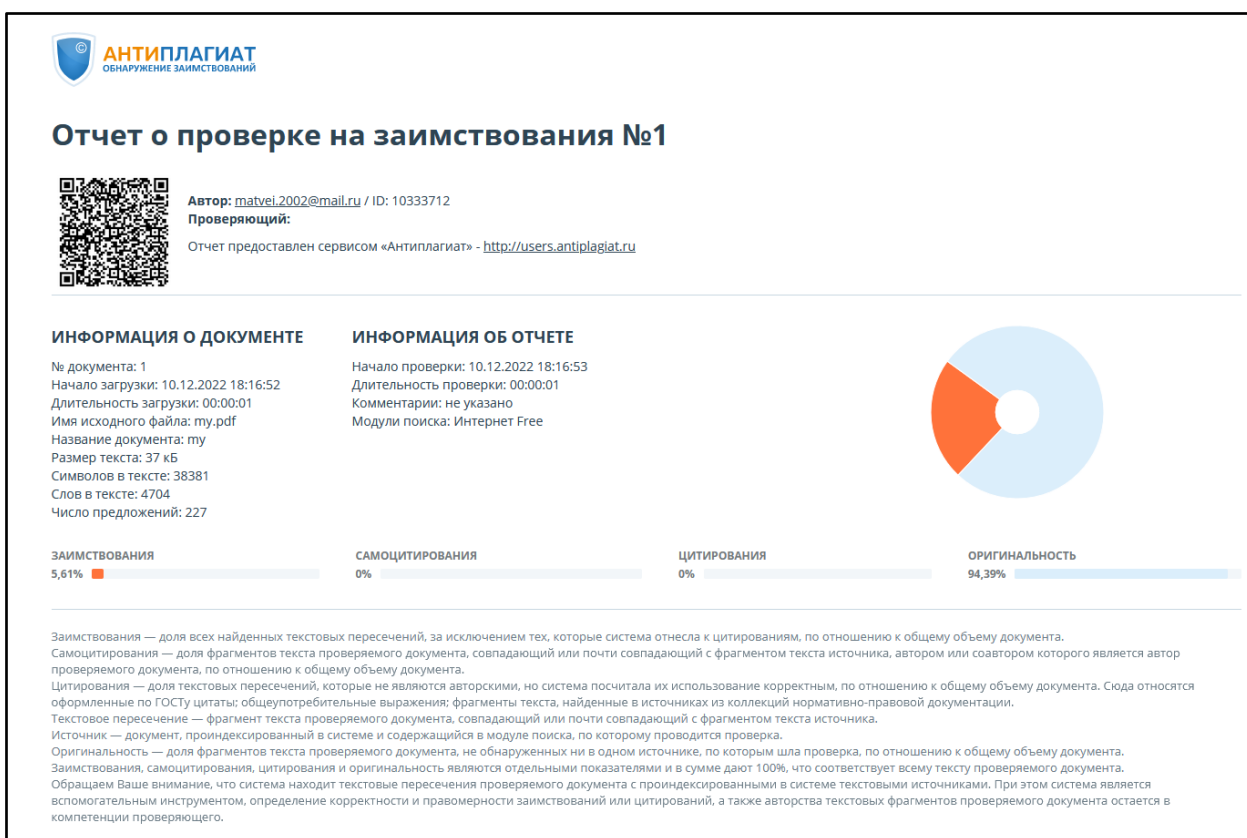 ©
АНТИПЛАГИАТ
ОБНАРУЖЕНИЕ ЗАИМСТВОВАНИЙ
Отчет о проверке на заимствования №1
Автор: matvei.2002@mail.ru / ID: 10333712
Проверяющий:
Отчет предоставлен сервисом «Антиплагиат» - http://users.antiplagiat.ru
ИНФОРМАЦИЯ О ДОКУМЕНТЕ
№ документа: 1
Начало загрузки: 10.12.2022 18:16:52
Длительность загрузки: 00:00:01
Имя исходного файла: my.pdf
Название документа: my
Размер текста: 37 кБ
Символов в тексте: 38381
Слов в тексте: 4704
Число предложений: 227
ИНФОРМАЦИЯ ОБ ОТЧЕТЕ
Начало проверки: 10.12.2022 18:16:53
Длительность проверки: 00:00:01
Комментарии: не указано
Модули поиска: Интернет Free
ЗАИМСТВОВАНИЯ
5,61%
САМОЦИТИРОВАНИЯ
0%
ЦИТИРОВАНИЯ
0%
ОРИГИНАЛЬНОСТЬ
94,39%
Заимствования — доля всех найденных текстовых пересечений, за исключением тех, которые система отнесла к цитированиям, по отношению к общему объему документа.
Самоцитирования — доля фрагментов текста проверяемого документа, совпадающий или почти совпадающий с фрагментом текста источника, автором или соавтором которого является автор
проверяемого документа, по отношению к общему объему документа.
Цитирования — доля текстовых пересечений, которые не являются авторскими, но система посчитала их использование корректным, по отношению к общему объему документа. Сюда относятся
оформленные по ГОСТу цитаты; общеупотребительные выражения; фрагменты текста, найденные в источниках из коллекций нормативно-правовой документации.
Текстовое пересечение — фрагмент текста проверяемого документа, совпадающий или почти совпадающий с фрагментом текста источника.
Источник — документ, проиндексированный в системе и содержащийся в модуле поиска, по которому проводится проверка.
Оригинальность — доля фрагментов текста проверяемого документа, не обнаруженных ни в одном источнике, по которым шла проверка, по отношению к общему объему документа.
Заимствования, самоцитирования, цитирования и оригинальность являются отдельными показателями и в сумме дают 100%, что соответствует всему тексту проверяемого документа.
Обращаем Ваше внимание, что система находит текстовые пересечения проверяемого документа с проиндексированными в системе текстовыми источниками. При этом система является
вспомогательным инструментом, определение корректности и правомерности заимствований или цитирований, а также авторства текстовых фрагментов проверяемого документа остается в
компетенции проверяющего.